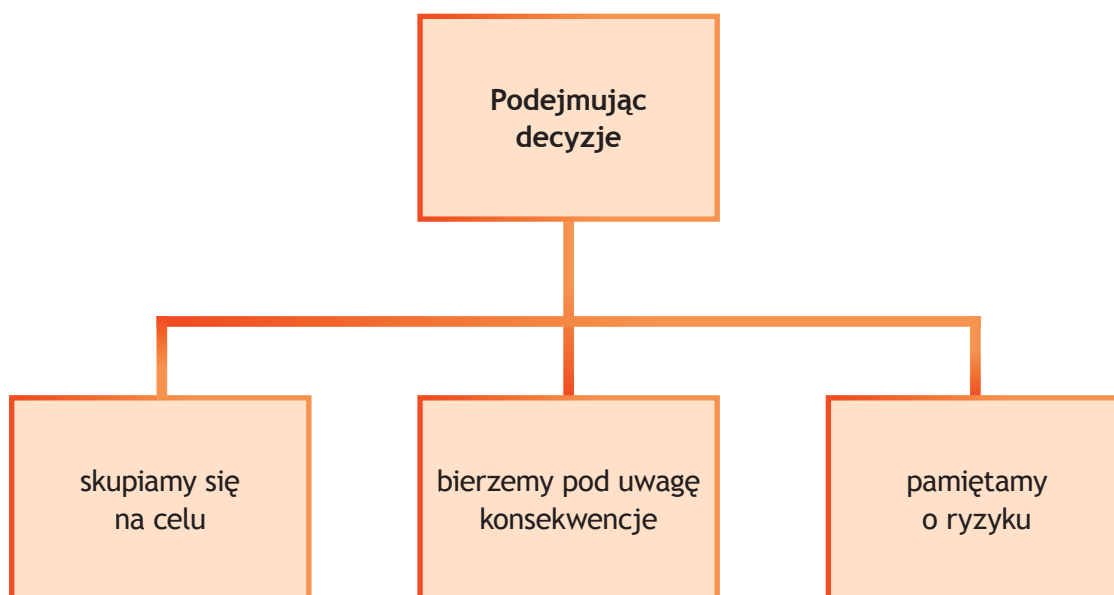 Podejmując
decyzje
skupiamy się
na celu
bierzemy pod uwagę
konsekwencje
pamiętamy
o ryzyku